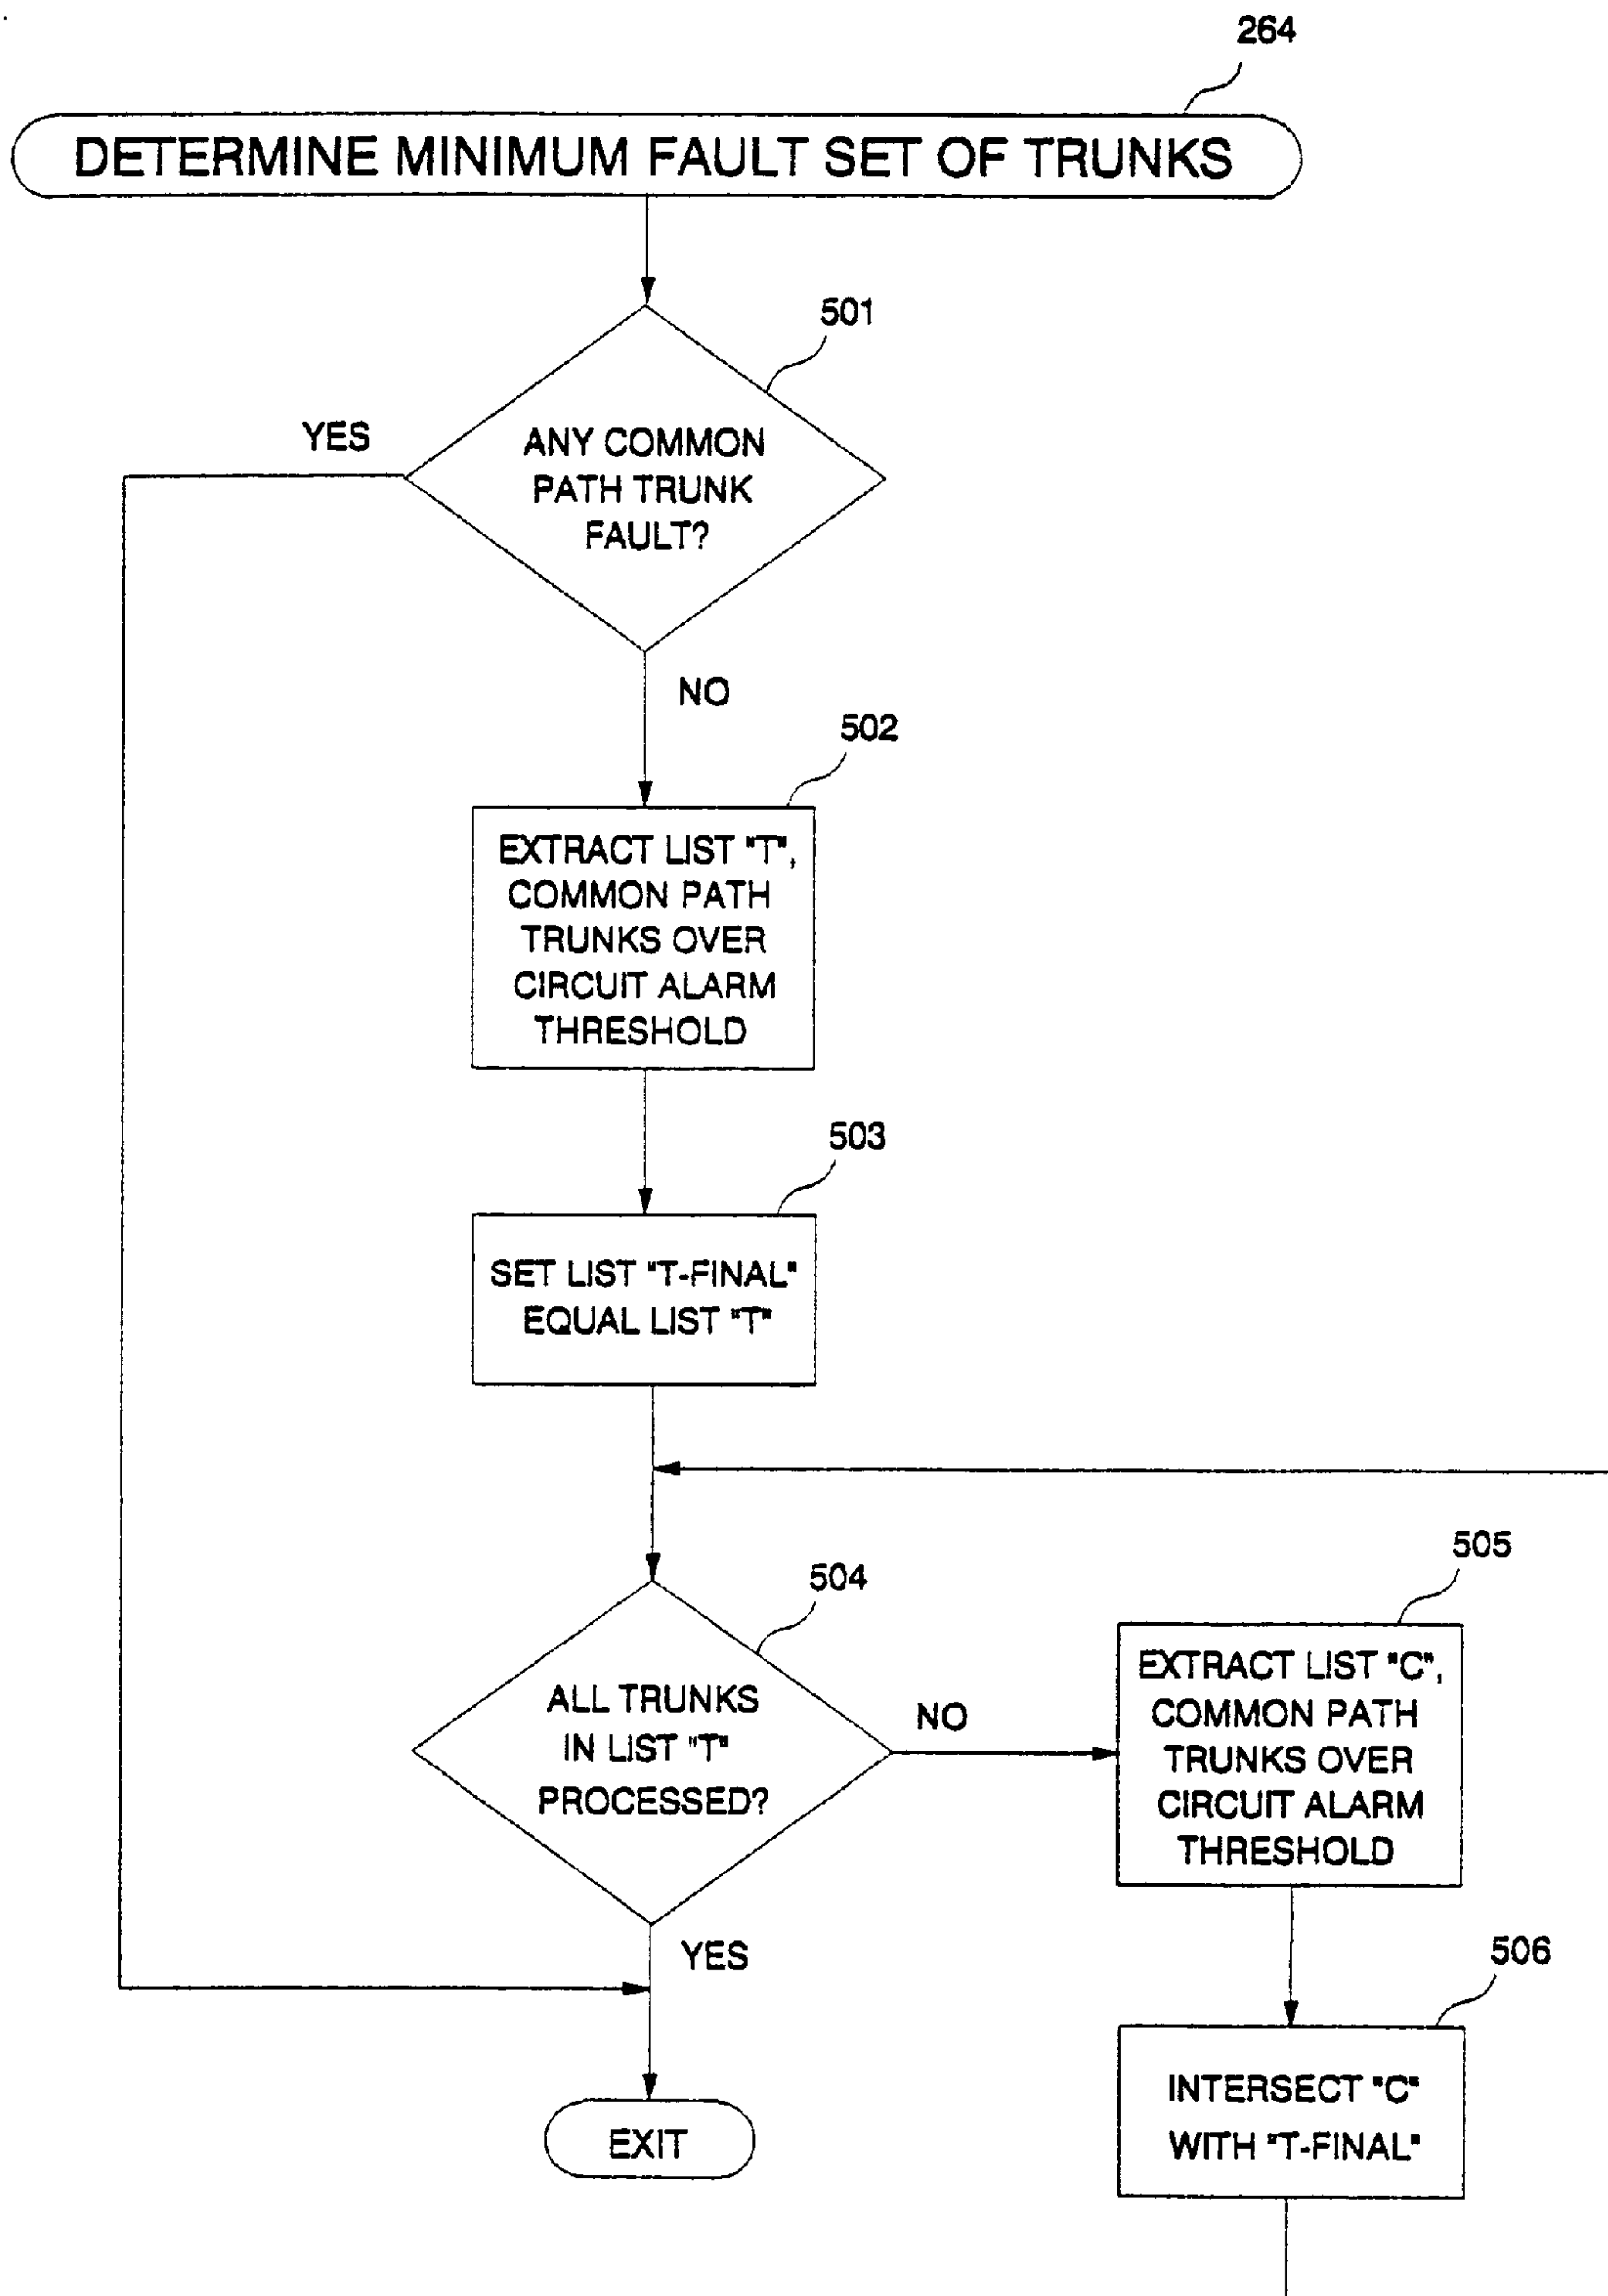 264
DETERMINE MINIMUM FAULT SET OF TRUNKS
501
YES
ANY COMMON
PATH TRUNK
FAULT?
NO
502
EXTRACT LIST "T",
COMMON PATH
TRUNKS OVER
CIRCUIT ALARM
THRESHOLD
503
SET LIST "T-FINAL"
EQUAL LIST "T"
504
ALL TRUNKS
IN LIST "T"
PROCESSED?
NO
505
EXTRACT LIST "C",
COMMON PATH
TRUNKS OVER
CIRCUIT ALARM
THRESHOLD
YES
506
INTERSECT "C"
WITH "T-FINAL"
EXIT